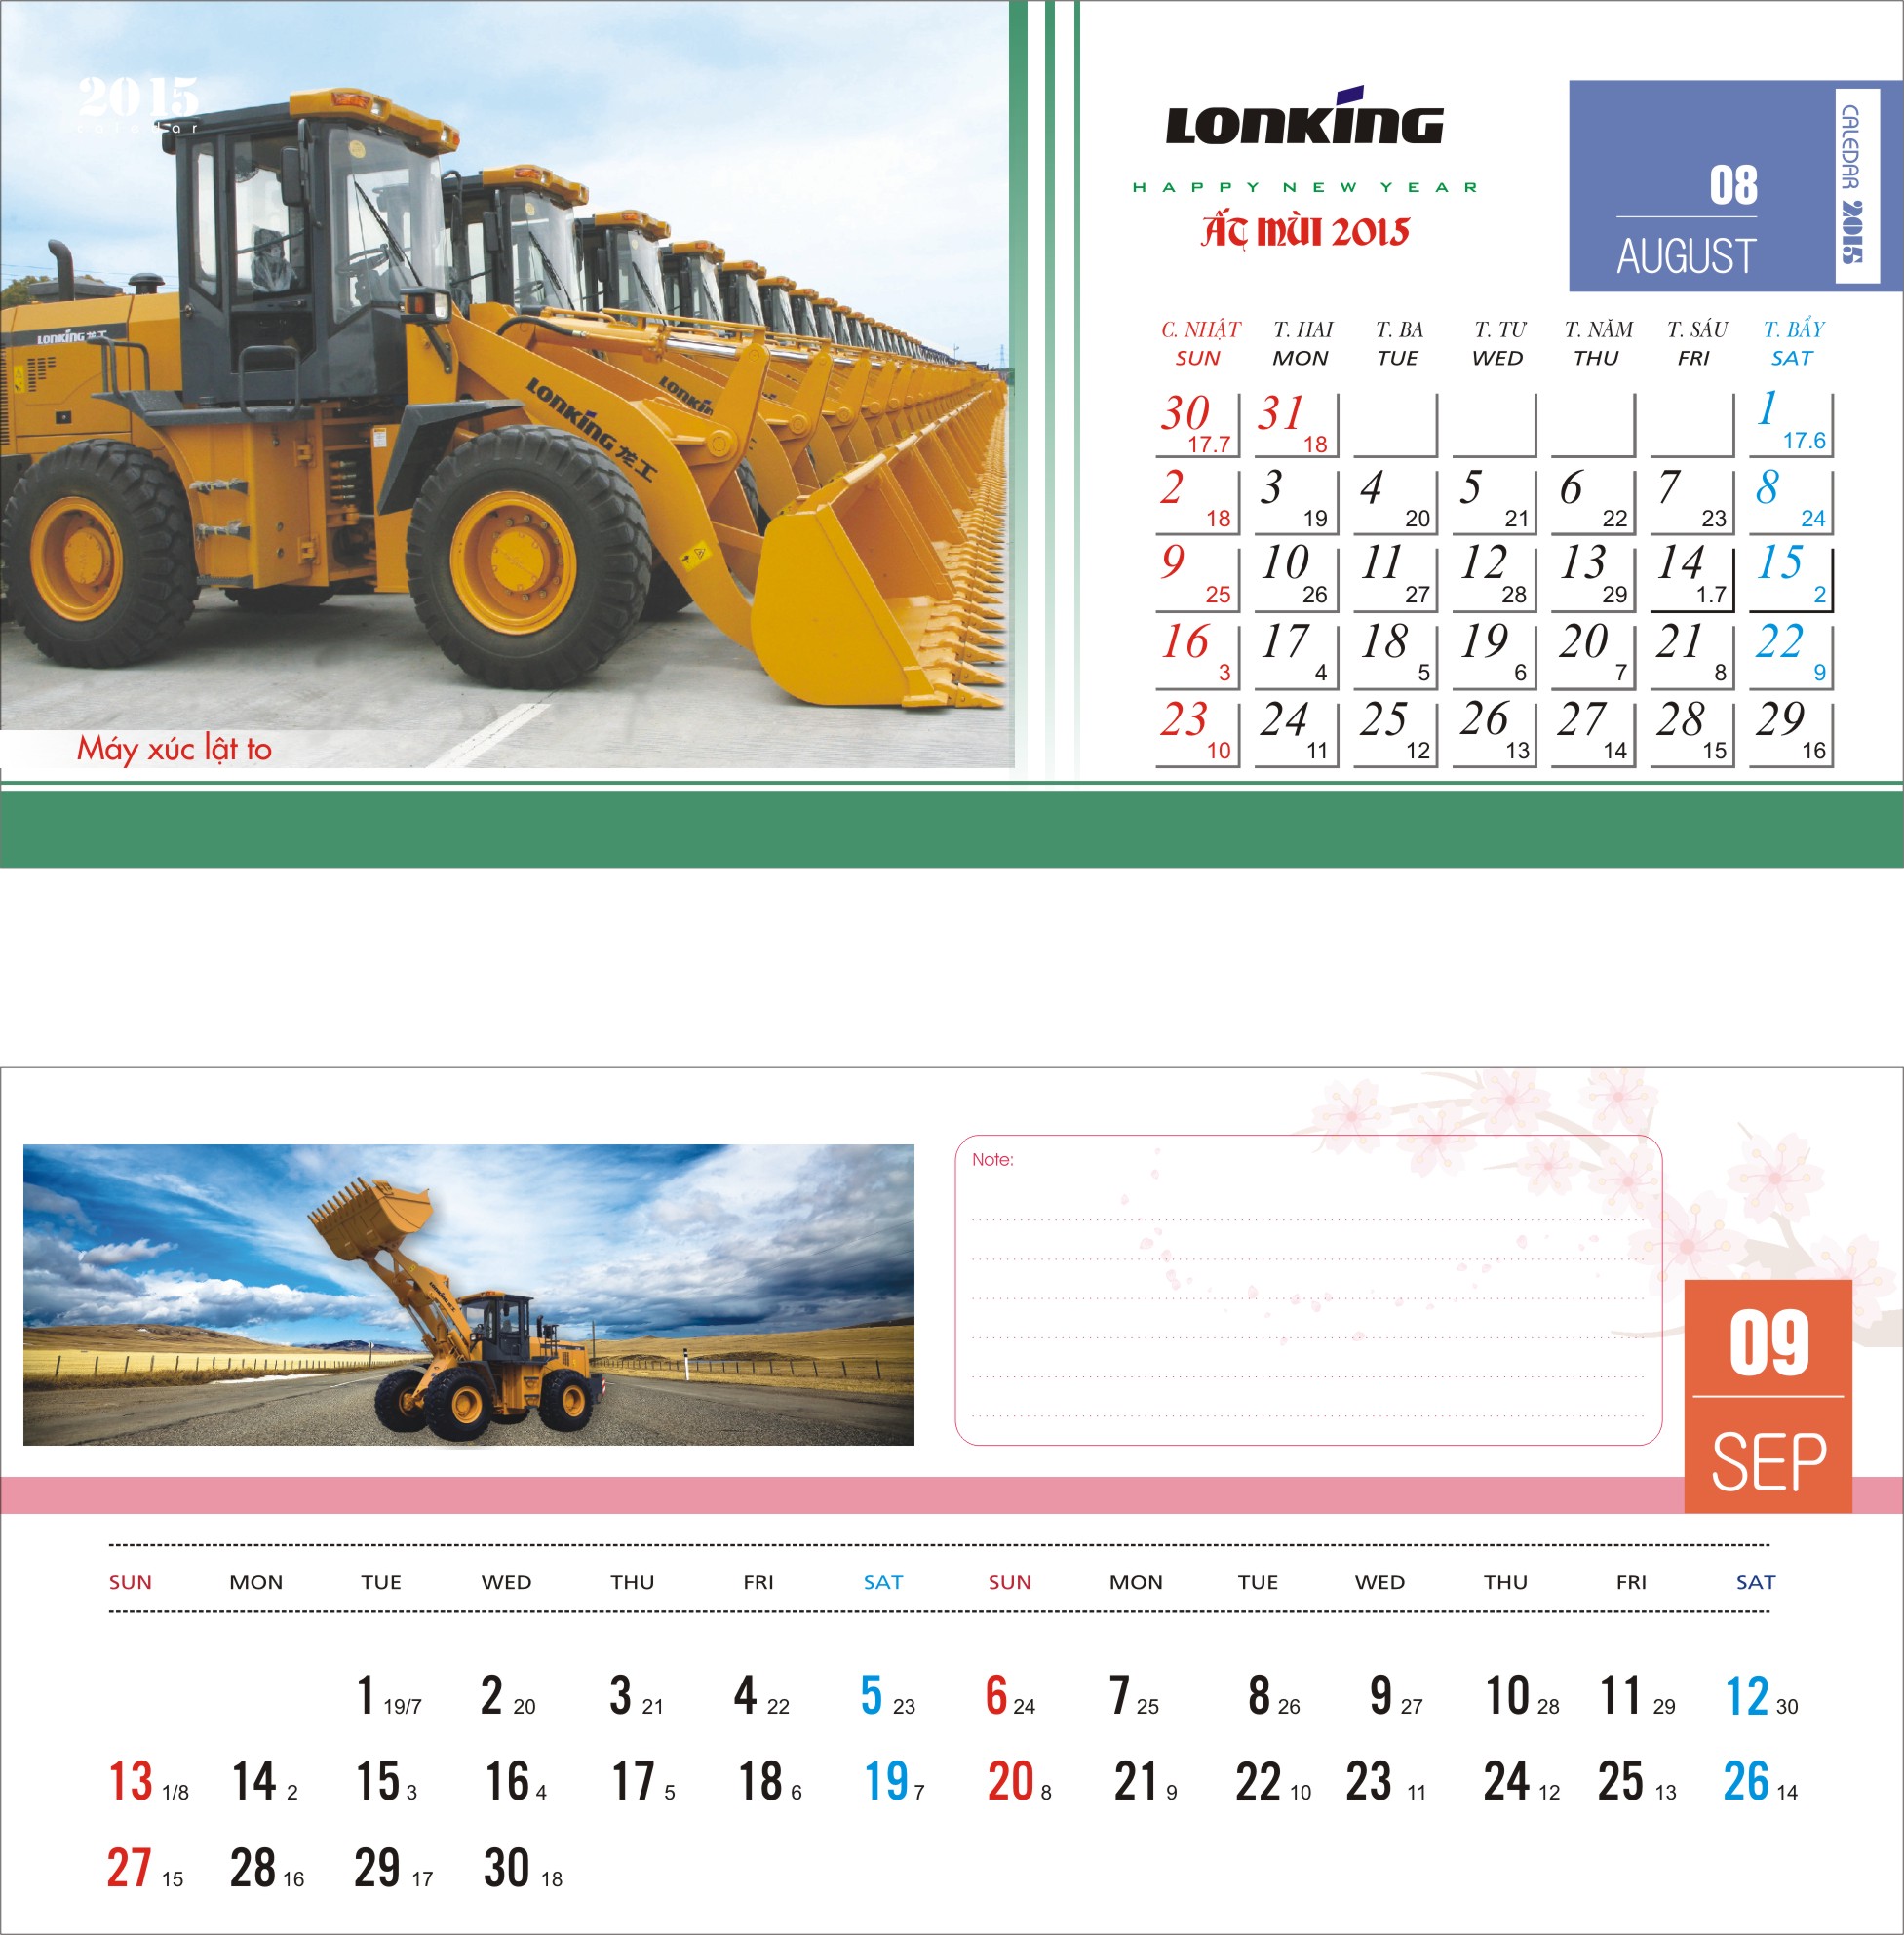 2015
caledar
LONKING 龙工
LONKING 龙工
LONKING
Máy xúc lật to
LONKING
HAPPY NEW YEAR
ẤT MÙI 2015
08
AUGUST
CALEDAR 2015
C. NHẬT T. HAI T. BA T. TƯ T. NĂM T. SÁU T. BẨY
SUN MON TUE WED THU FRI SAT
30 31 1
17.7 18 17.6
2 3 4 5 6 7 8
18 19 20 21 22 23 24
9 10 11 12 13 14 15
25 26 27 28 29 1.7 2
16 17 18 19 20 21 22
3 4 5 6 7 8 9
23 24 25 26 27 28 29
10 11 12 13 14 15 16
Note:
09
SEP
SUN MON TUE WED THU FRI SAT SUN MON TUE WED THU FRI SAT
1 19/7 2 20 3 21 4 22 5 23 6 24 7 25 8 26 9 27 10 28 11 29 12 30
13 1/8 14 2 15 3 16 4 17 5 18 6 19 7 20 8 21 9 22 10 23 11 24 12 25 13 26 14
27 15 28 16 29 17 30 18